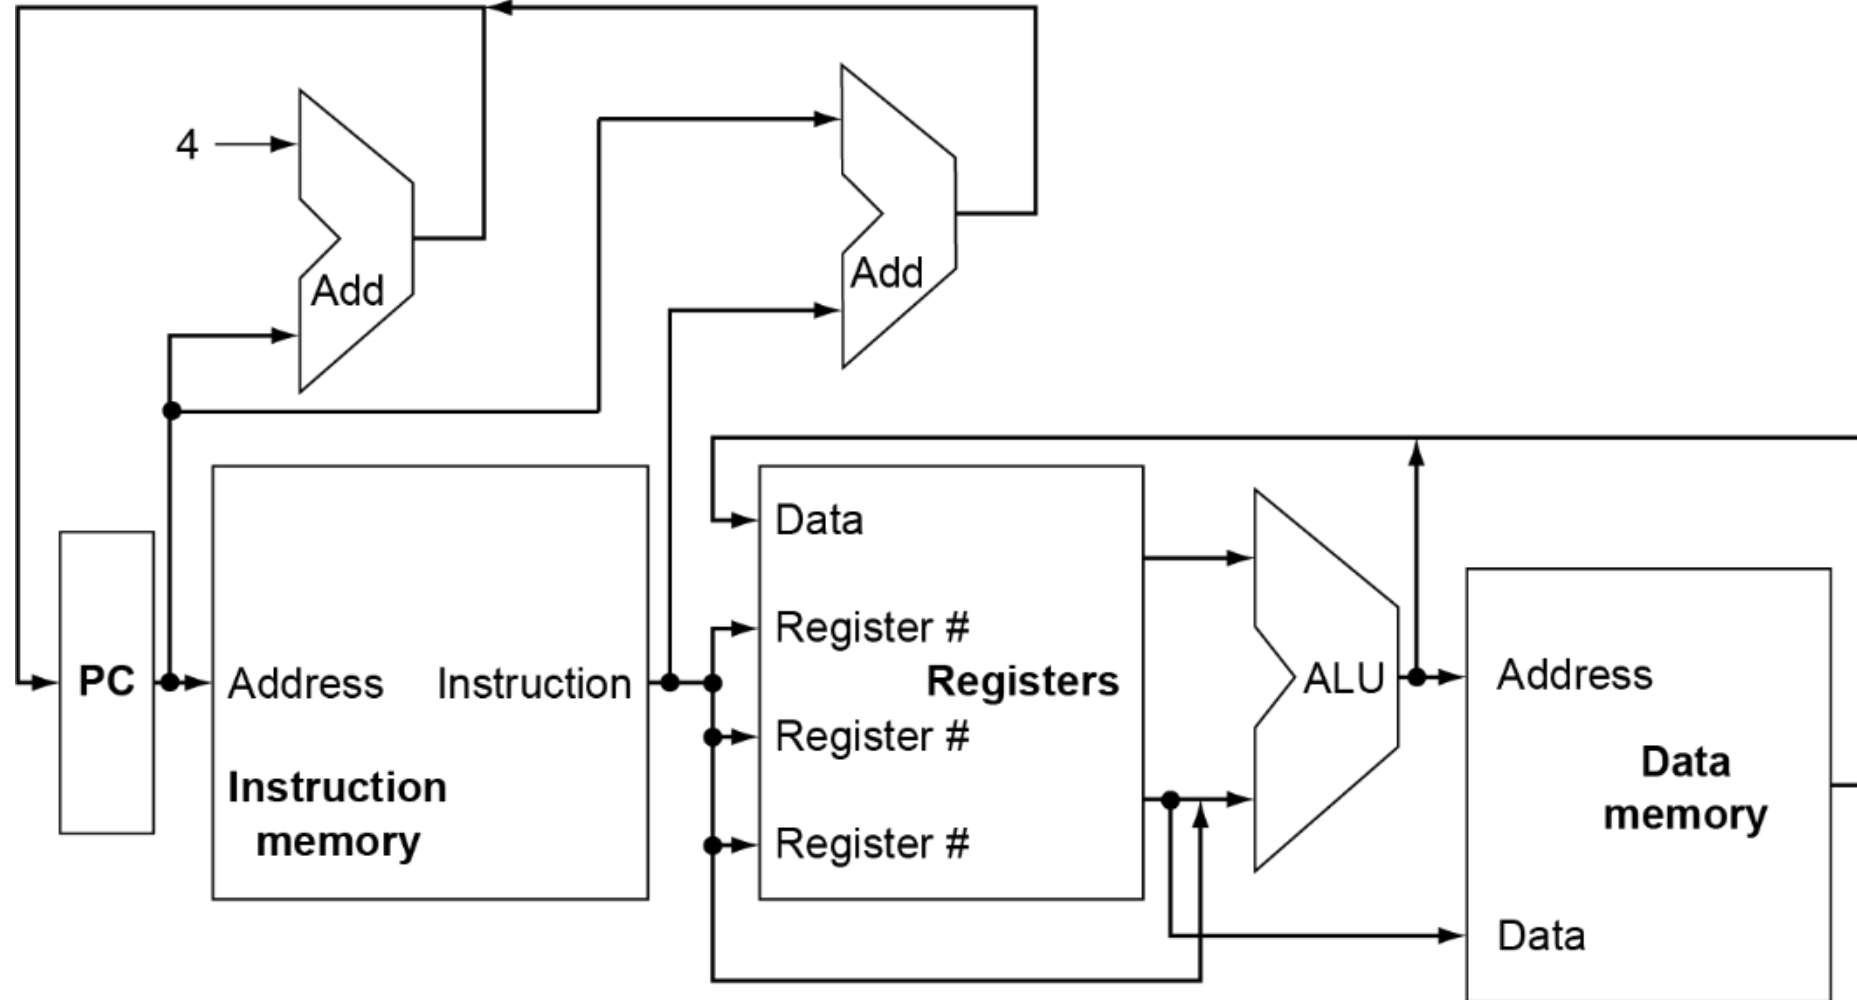 4
Add
Add
Data
Register #
PC
Address
Instruction
Registers
ALU
Address
Register #
Instruction
memory
Data
memory
Register #
Data